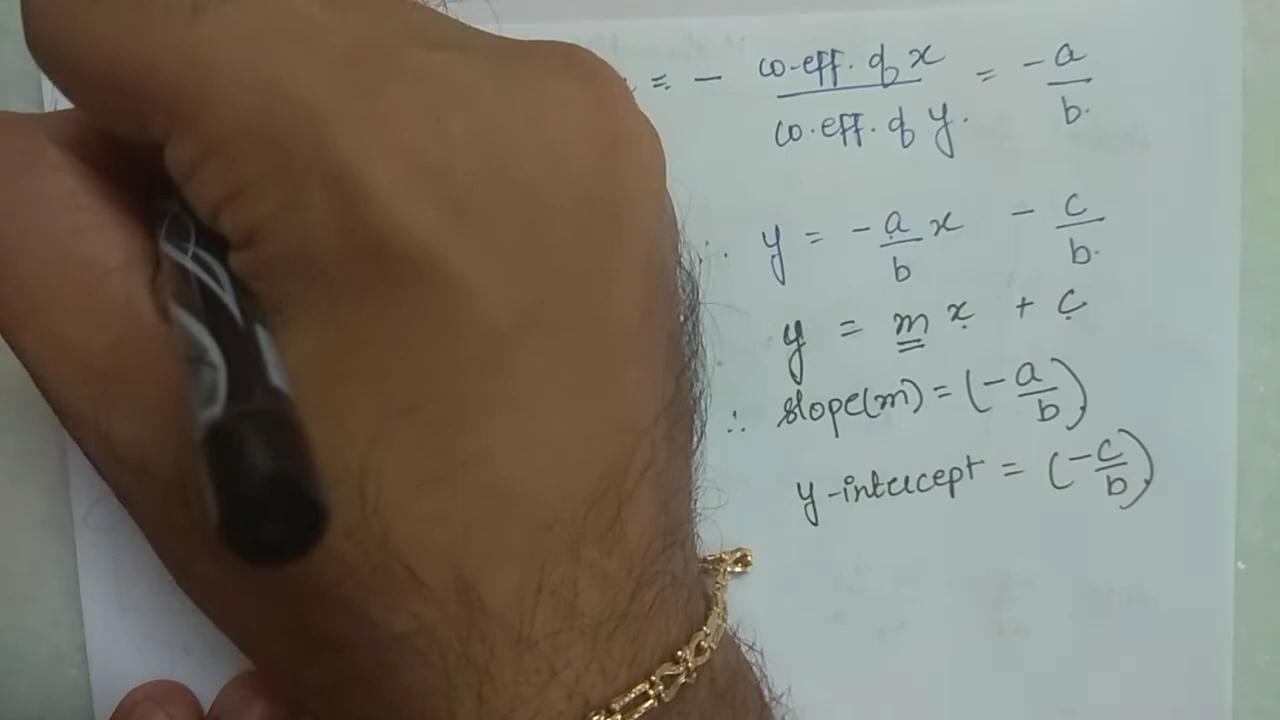 = - co-eff. of x / co.eff. of y. = -a/b.
∴ y = -a/b x - c/b.
y = m x + c
∴ slope(m) = (-a/b)
y-intercept = (-c/b)